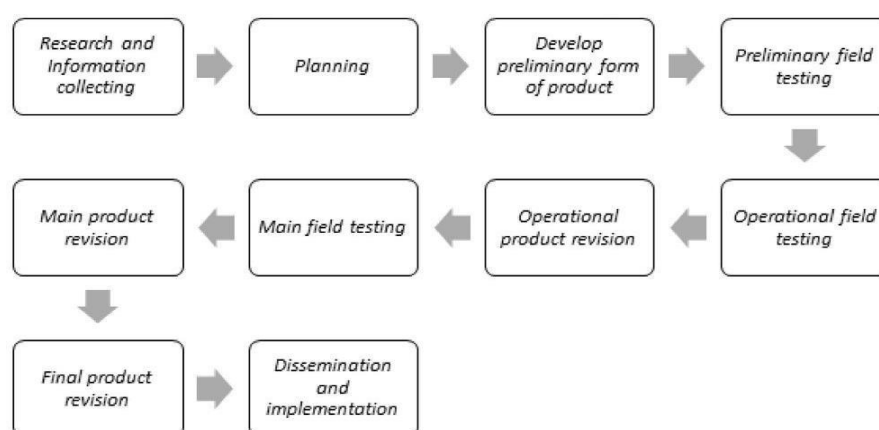 Research and
Information
collecting
Planning
Develop
preliminary form
of product
Preliminary field
testing
Operational field
testing
Operational
product revision
Main field testing
Main product
revision
Final product
revision
Dissemination
and
implementation